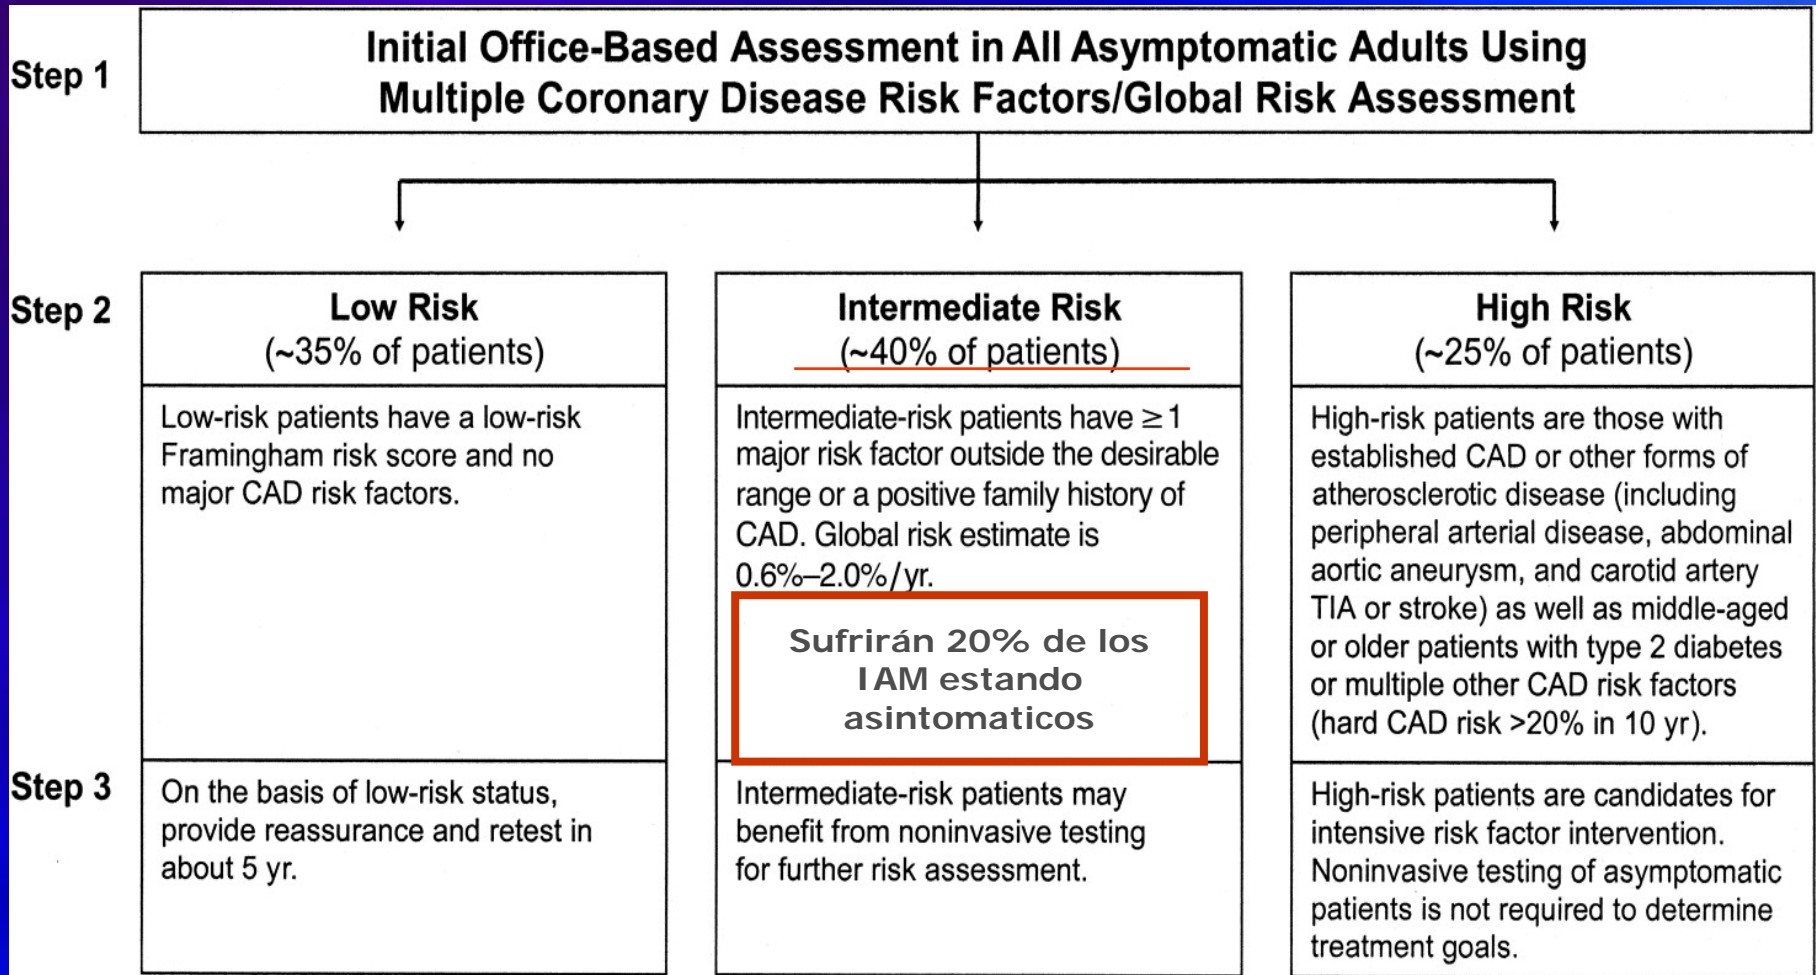 Step 1
Initial Office-Based Assessment in All Asymptomatic Adults Using
Multiple Coronary Disease Risk Factors/Global Risk Assessment
Step 2
Low Risk
(~35% of patients)
Low-risk patients have a low-risk
Framingham risk score and no
major CAD risk factors.
Intermediate Risk
(~40% of patients)
Intermediate-risk patients have ≥1
major risk factor outside the desirable
range or a positive family history of
CAD. Global risk estimate is
0.6%–2.0%/yr.
Sufrirán 20% de los
IAM estando
asintomaticos
High Risk
(~25% of patients)
High-risk patients are those with
established CAD or other forms of
atherosclerotic disease (including
peripheral arterial disease, abdominal
aortic aneurysm, and carotid artery
TIA or stroke) as well as middle-aged
or older patients with type 2 diabetes
or multiple other CAD risk factors
(hard CAD risk >20% in 10 yr).
Step 3
On the basis of low-risk status,
provide reassurance and retest in
about 5 yr.
Intermediate-risk patients may
benefit from noninvasive testing
for further risk assessment.
High-risk patients are candidates for
intensive risk factor intervention.
Noninvasive testing of asymptomatic
patients is not required to determine
treatment goals.